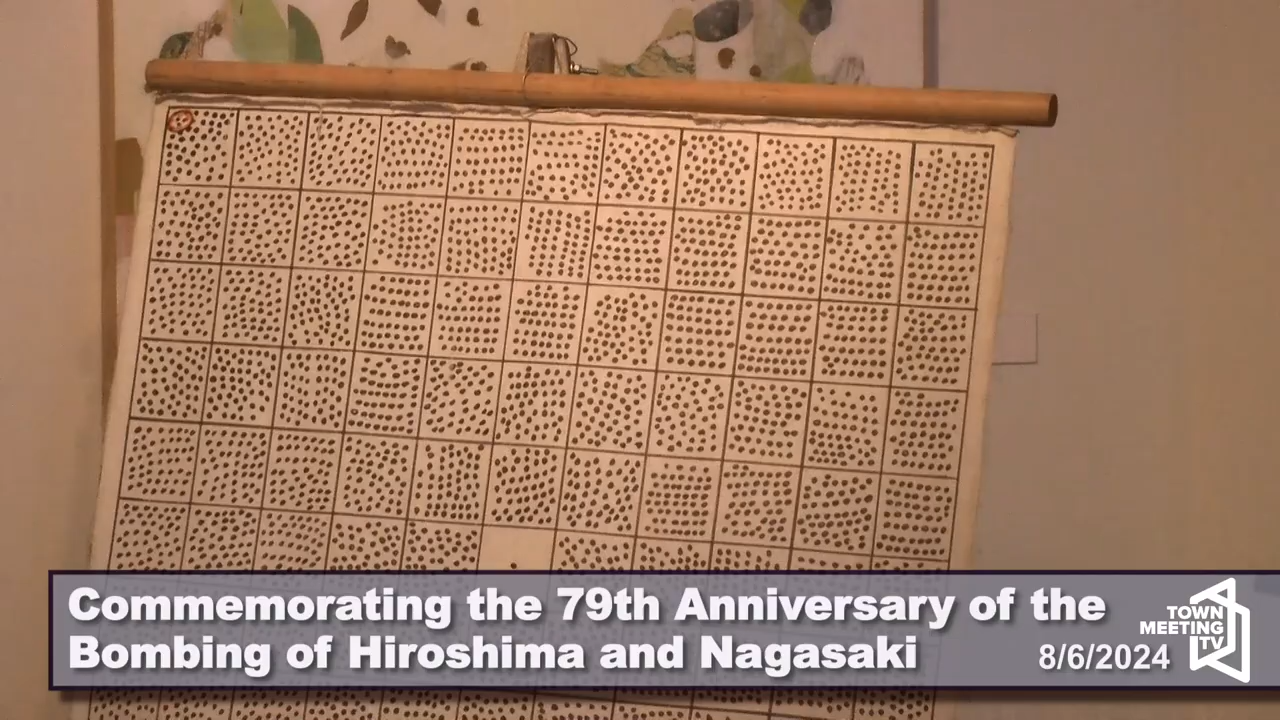 Commemorating the 79th Anniversary of the
Bombing of Hiroshima and Nagasaki
8/6/2024
TOWN
MEETING
TV